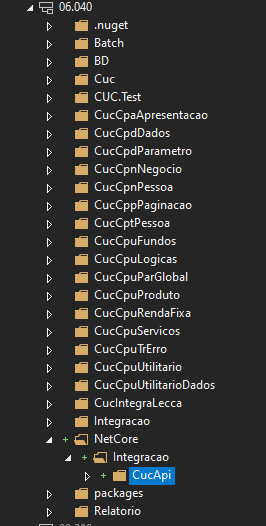 06.040
.nuget
Batch
BD
Cuc
CUC.Test
CucCpaApresentacao
CucCpdDados
CucCpdParametro
CucCpnNegocio
CucCpnPessoa
CucCppPaginacao
CucCptPessoa
CucCpuFundos
CucCpuLogicas
CucCpuParGlobal
CucCpuProduto
CucCpuRendaFixa
CucCpuServicos
CucCpuTrErro
CucCpuUtilitario
CucCpuUtilitarioDados
CucIntegraLecca
Integracao
NetCore
Integracao
CucApi
packages
Relatorio